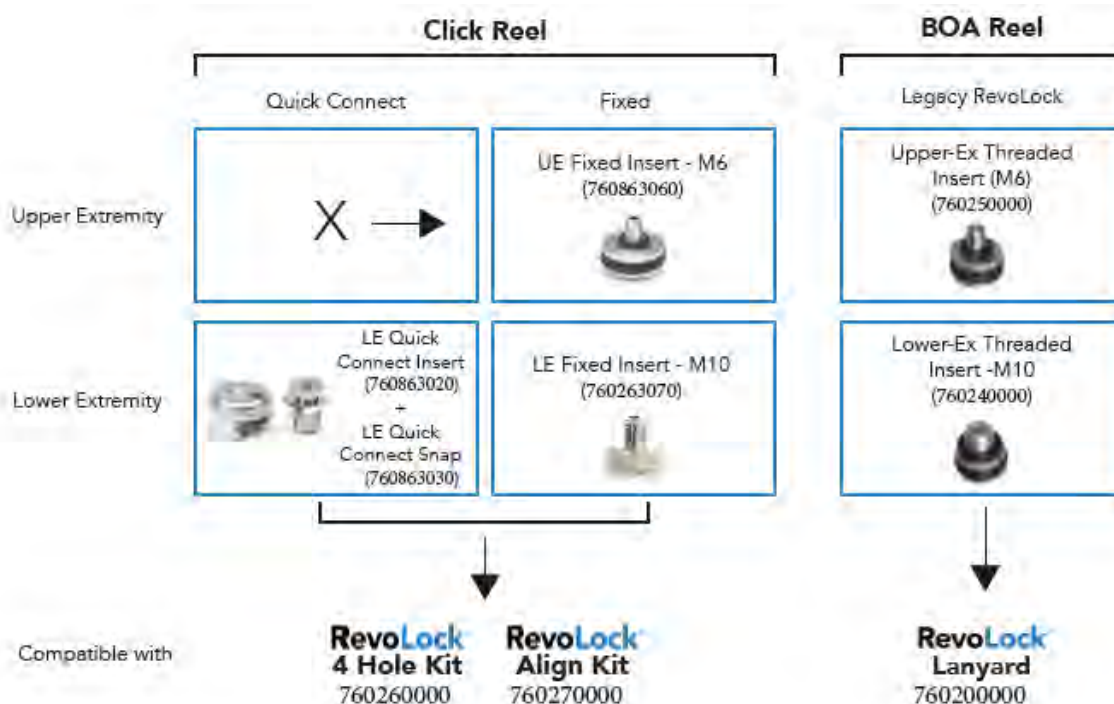 Click Reel
BOA Reel
Quick Connect
Fixed
Legacy RevoLock
Upper Extremity
X
UE Fixed Insert - M6
(760863060)
Upper-Ex Threaded
Insert (M6)
(760250000)
Lower Extremity
LE Quick
Connect Insert
(760863020)
+
LE Quick
Connect Snap
(760863030)
LE Fixed Insert - M10
(760263070)
Lower-Ex Threaded
Insert -M10
(760240000)
Compatible with
RevoLock
4 Hole Kit
760260000
RevoLock
Align Kit
760270000
RevoLock
Lanyard
760200000